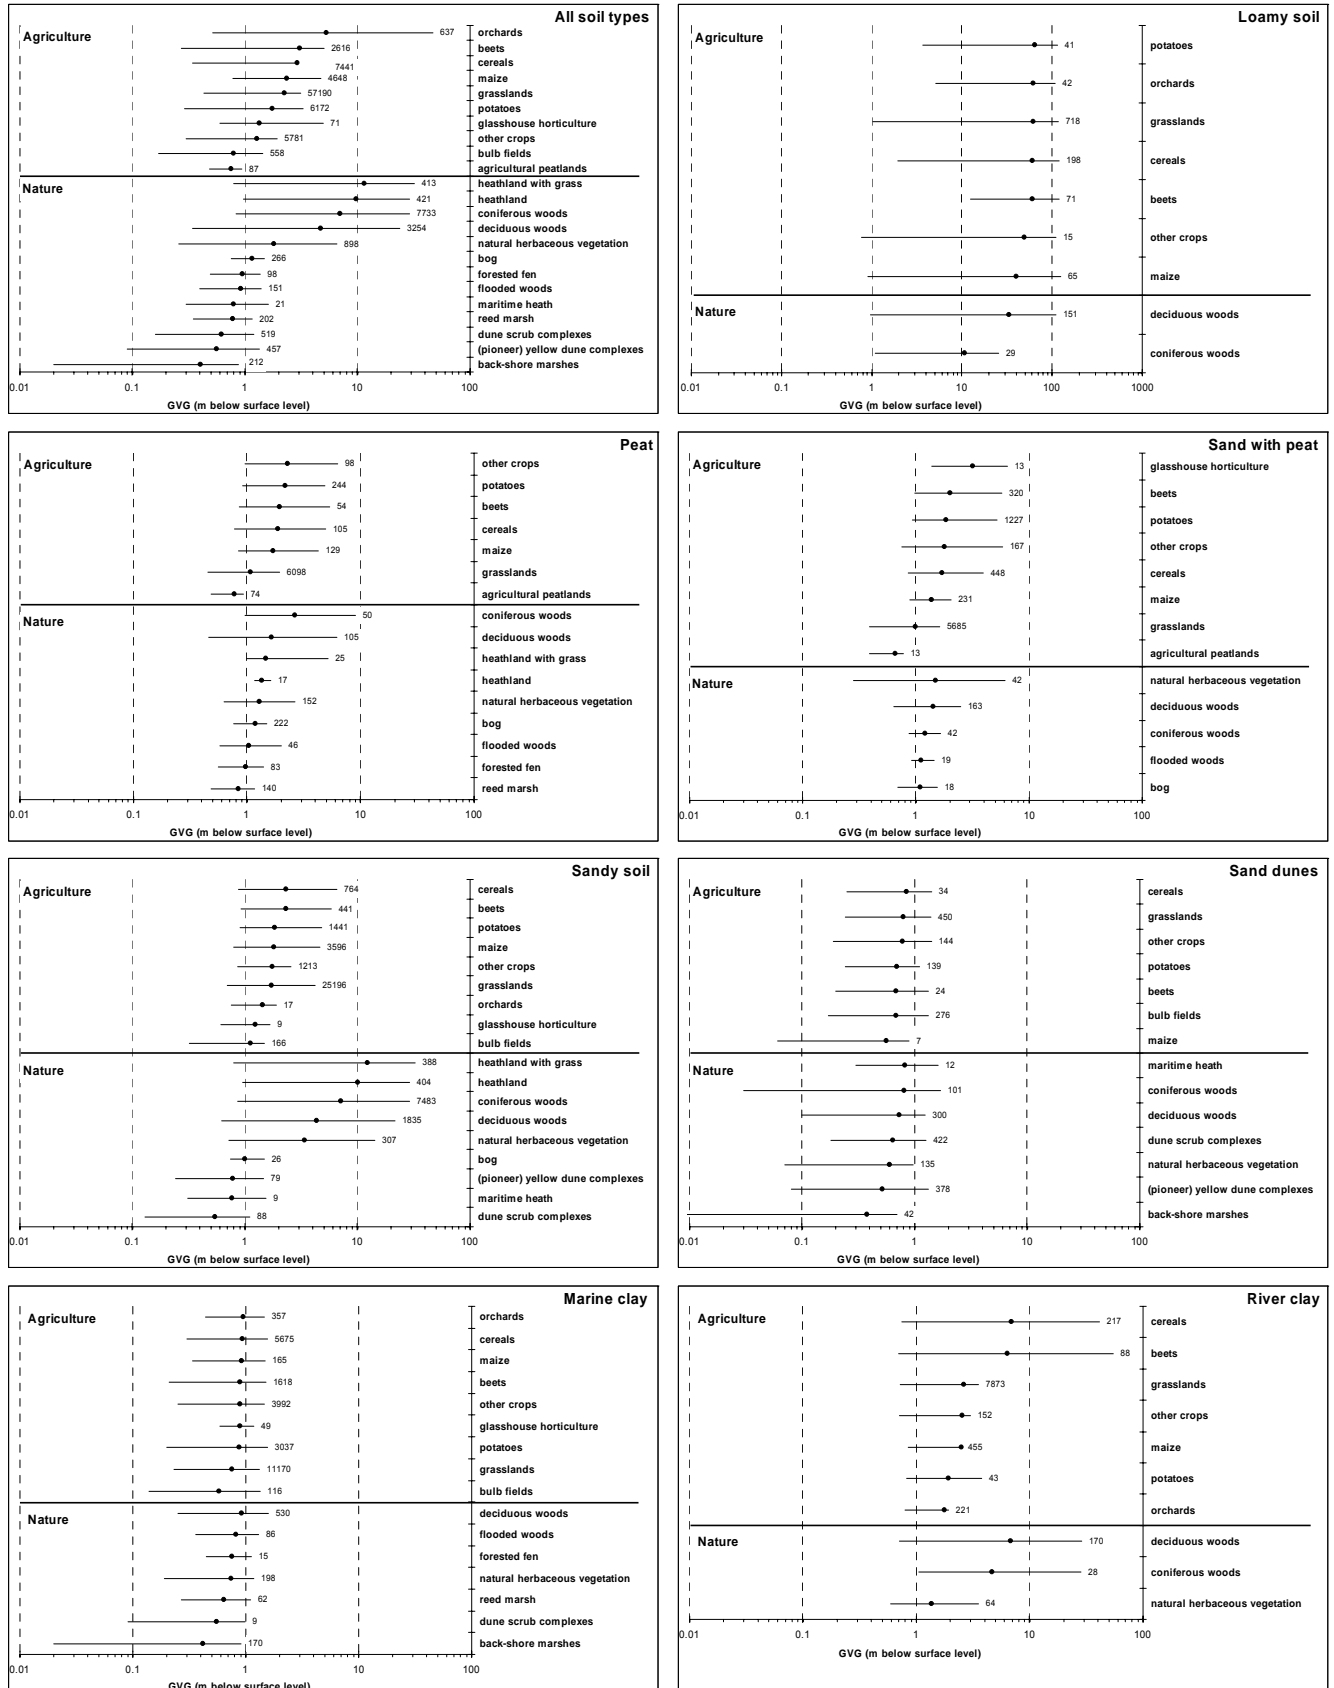 All soil types
Agriculture
637 orchards
2616 beets
7441 cereals
4648 maize
57190 grasslands
6172 potatoes
71 glasshouse horticulture
5781 other crops
558 bulb fields
87 agricultural peatlands
Nature
413 heathland with grass
421 heathland
7733 coniferous woods
3254 deciduous woods
898 natural herbaceous vegetation
266 bog
98 forested fen
151 flooded woods
21 maritime heath
202 reed marsh
519 dune scrub complexes
457 (pioneer) yellow dune complexes
212 back-shore marshes
0.01 0.1 1 10 100
GVG (m below surface level)
Loamy soil
Agriculture
41 potatoes
42 orchards
718 grasslands
198 cereals
71 beets
15 other crops
65 maize
Nature
151 deciduous woods
29 coniferous woods
0.01 0.1 1 10 100 1000
GVG (m below surface level)
Peat
Agriculture
98 other crops
244 potatoes
54 beets
105 cereals
129 maize
6098 grasslands
74 agricultural peatlands
Nature
50 coniferous woods
105 deciduous woods
25 heathland with grass
17 heathland
152 natural herbaceous vegetation
222 bog
46 flooded woods
83 forested fen
140 reed marsh
0.01 0.1 1 10 100
GVG (m below surface level)
Sand with peat
Agriculture
13 glasshouse horticulture
320 beets
1227 potatoes
167 other crops
448 cereals
231 maize
5685 grasslands
13 agricultural peatlands
Nature
42 natural herbaceous vegetation
163 deciduous woods
42 coniferous woods
19 flooded woods
18 bog
0.01 0.1 1 10 100
GVG (m below surface level)
Sandy soil
Agriculture
764 cereals
441 beets
1441 potatoes
3596 maize
1213 other crops
25196 grasslands
17 orchards
9 glasshouse horticulture
166 bulb fields
Nature
388 heathland with grass
404 heathland
7483 coniferous woods
1835 deciduous woods
307 natural herbaceous vegetation
26 bog
79 (pioneer) yellow dune complexes
9 maritime heath
88 dune scrub complexes
0.01 0.1 1 10 100
GVG (m below surface level)
Sand dunes
Agriculture
34 cereals
450 grasslands
144 other crops
139 potatoes
24 beets
276 bulb fields
7 maize
Nature
12 maritime heath
101 coniferous woods
300 deciduous woods
422 dune scrub complexes
135 natural herbaceous vegetation
378 (pioneer) yellow dune complexes
42 back-shore marshes
0.01 0.1 1 10 100
GVG (m below surface level)
Marine clay
Agriculture
357 orchards
5675 cereals
165 maize
1618 beets
3992 other crops
49 glasshouse horticulture
3037 potatoes
11170 grasslands
116 bulb fields
Nature
530 deciduous woods
86 flooded woods
15 forested fen
198 natural herbaceous vegetation
62 reed marsh
9 dune scrub complexes
170 back-shore marshes
0.01 0.1 1 10 100
GVG (m below surface level)
River clay
Agriculture
217 cereals
88 beets
7873 grasslands
152 other crops
455 maize
43 potatoes
221 orchards
Nature
170 deciduous woods
28 coniferous woods
64 natural herbaceous vegetation
0.01 0.1 1 10 100
GVG (m below surface level)